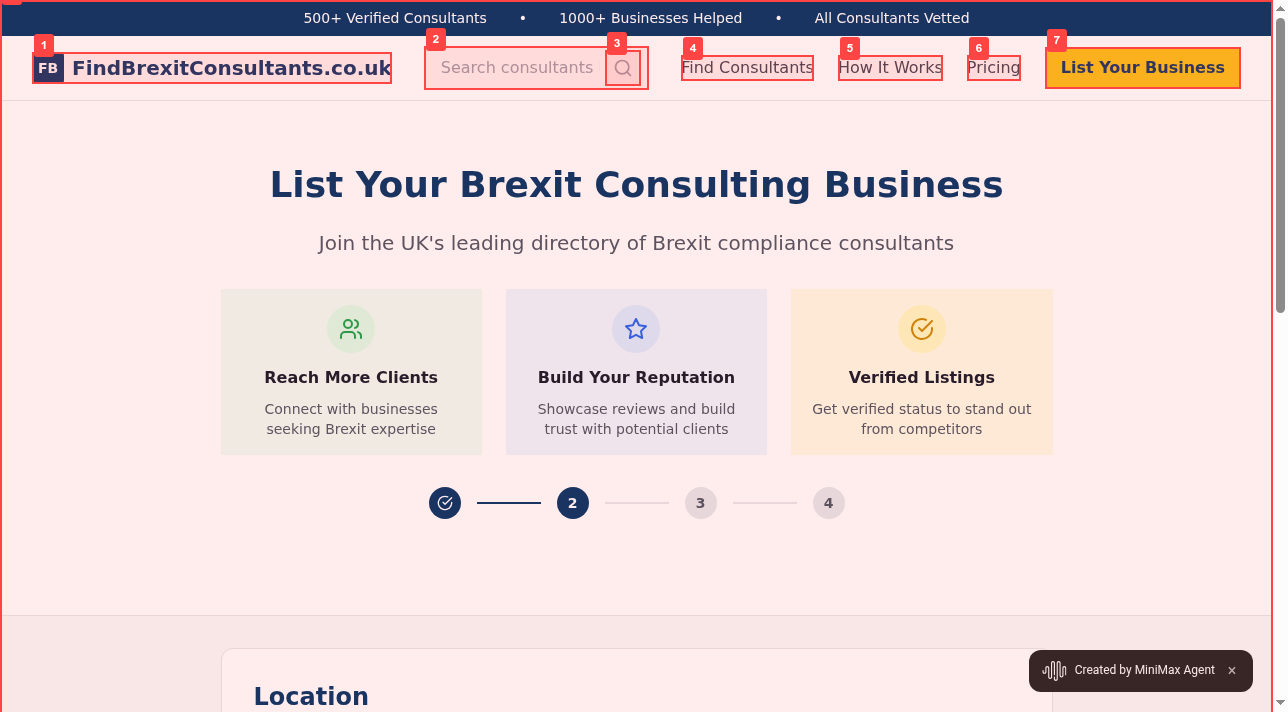 500+ Verified Consultants • 1000+ Businesses Helped • All Consultants Vetted
1 2 3 4 5 6 7
FB FindBrexitConsultants.co.uk Search consultants Find Consultants How It Works Pricing List Your Business
List Your Brexit Consulting Business
Join the UK's leading directory of Brexit compliance consultants
Reach More Clients
Connect with businesses
seeking Brexit expertise
Build Your Reputation
Showcase reviews and build
trust with potential clients
Verified Listings
Get verified status to stand out
from competitors
2 3 4
Location
Created by MiniMax Agent ×